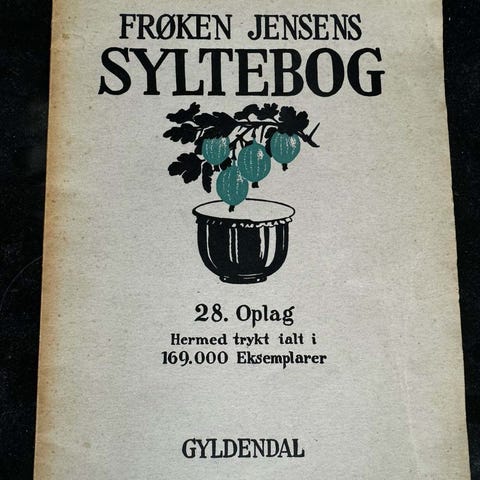 FRØKEN JENSENS
SYLTEBOG
28. Oplag
Hermed trykt ialt i
169.000 Eksemplarer
GYLDENDAL